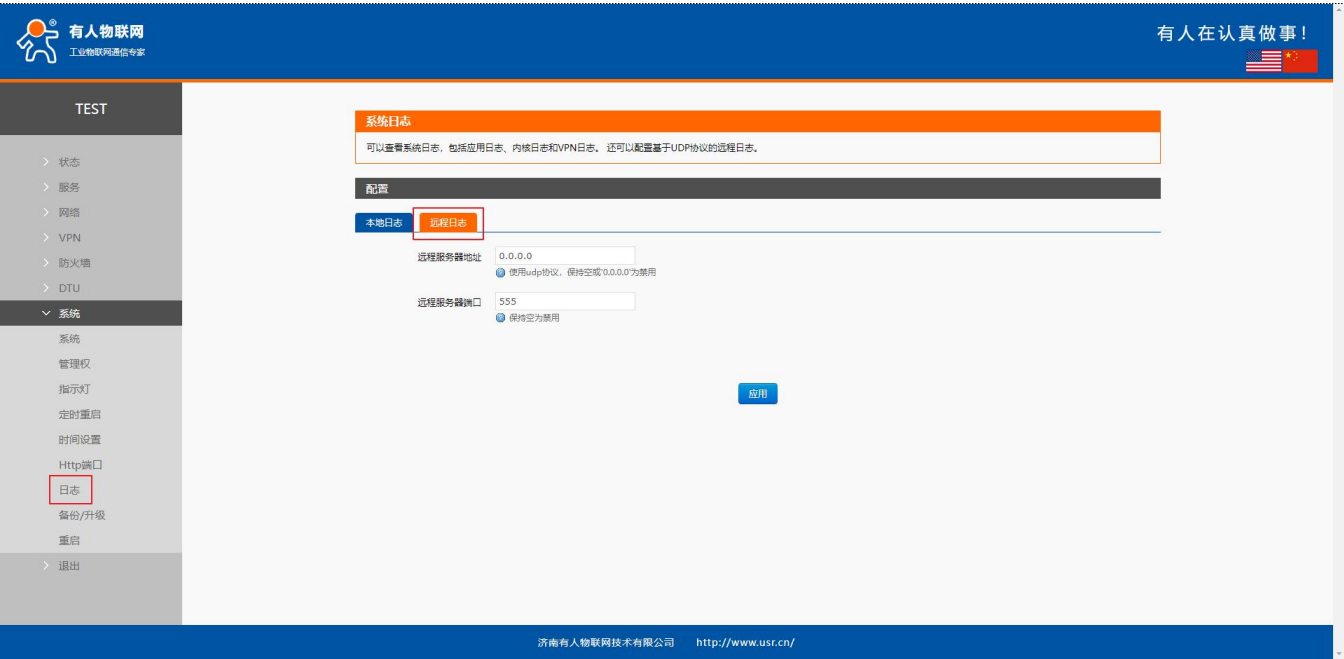 有人物联网
工业物联网通信专家
有人在认真做事!
TEST
状态
服务
网络
VPN
防火墙
DTU
系统
系统
管理权
指示灯
定时重启
时间设置
Http端口
日志
备份/升级
重启
退出
系统日志
可以查看系统日志,包括应用日志、内核日志和VPN日志。 还可以配置基于UDP协议的远程日志。
配置
本地日志 远程日志
远程服务器地址 0.0.0.0
使用udp协议,保持空或'0.0.0.0'为禁用
远程服务器端口 555
保持空为禁用
应用
济南有人物联网技术有限公司 http://www.usr.cn/